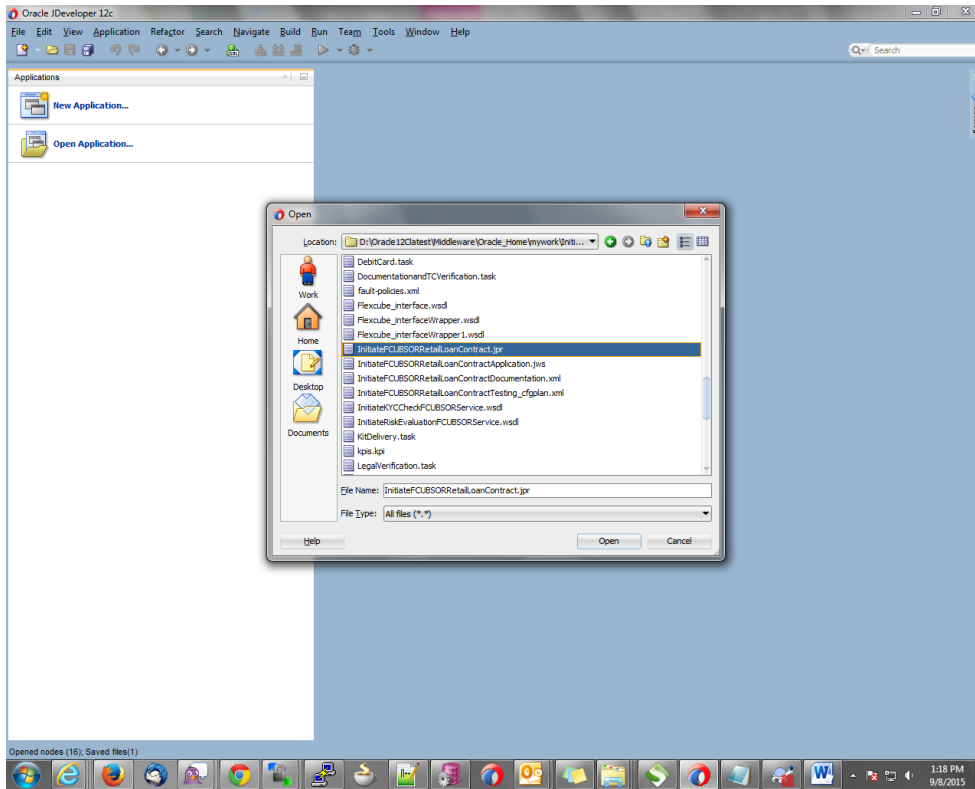 Oracle JDeveloper 12c
File Edit View Application Refactor Search Navigate Build Run Team Tools Window Help
Search
Applications
New Application...
Open Application...
Open
Location: D:\Oracle12Clatest\Middleware\Oracle_Home\mywork\Initi...
Work
Home
Desktop
Documents
DebitCard.task
DocumentationandTCVerification.task
fault-policies.xml
Flexcube_interface.wsdl
Flexcube_interfaceWrapper.wsdl
Flexcube_interfaceWrapper1.wsdl
InitiateFCUBSORRetailLoanContract.jpr
InitiateFCUBSORRetailLoanContractApplication.jws
InitiateFCUBSORRetailLoanContractDocumentation.xml
InitiateFCUBSORRetailLoanContractTesting_cfgplan.xml
InitiateKYCCheckFCUBSORService.wsdl
InitiateRiskEvaluationFCUBSORService.wsdl
KitDelivery.task
kpis.kpi
LegalVerification.task
File Name: InitiateFCUBSORRetailLoanContract.jpr
File Type: All files (*.*)
Help Open Cancel
Opened nodes (16); Saved files(1)
1:18 PM
9/8/2015